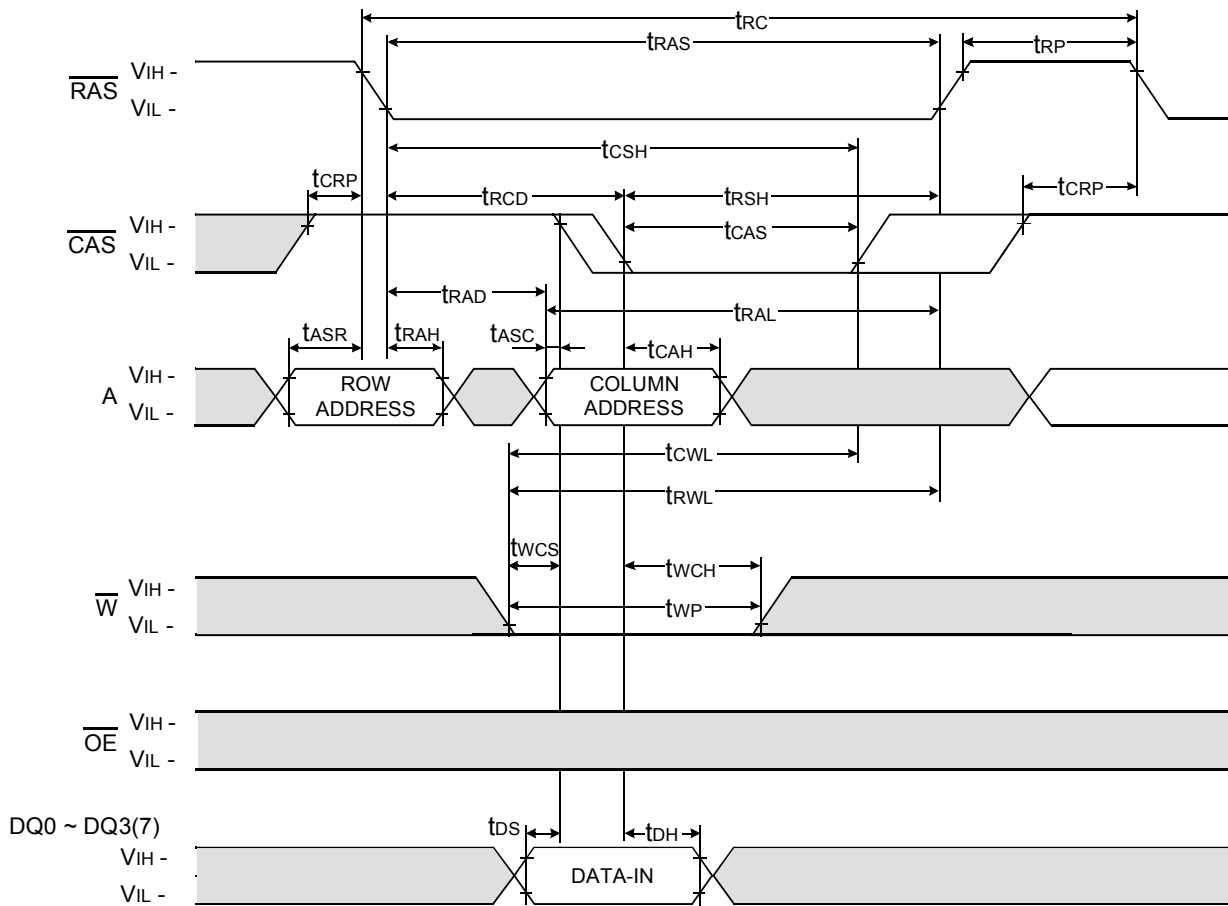 tRC
tRAS
tRP
RAS
VIH -
VIL -
tCSH
tCRP
tRCD
tRSH
tCRP
CAS
VIH -
VIL -
tCAS
tRAD
tRAL
tASR
tRAH
tASC
tCAH
A
VIH -
VIL -
ROW
ADDRESS
COLUMN
ADDRESS
tCWL
tRWL
tWCS
tWCH
W
VIH -
VIL -
tWP
OE
VIH -
VIL -
DQ0 ~ DQ3(7)
VIH -
VIL -
tDS
tDH
DATA-IN